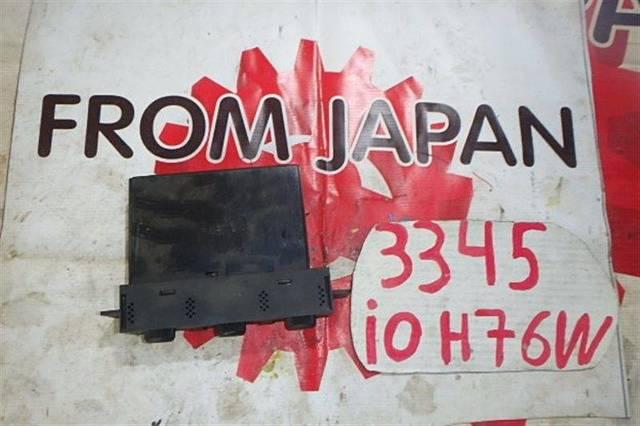 FROM JAPAN
3345
iO H76W